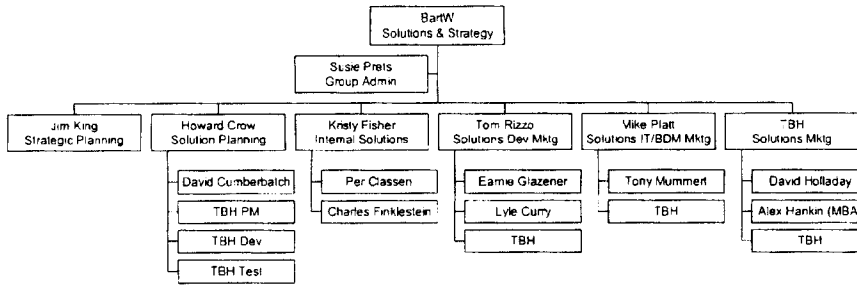 BartW
Solutions & Strategy
Susie Prets
Group Admin
Jim King
Strategic Planning
Howard Crow
Solution Planning
Kristy Fisher
Internal Solutions
Tom Rizzo
Solutions Dev Mktg
Mike Platt
Solutions IT/BDM Mktg
TBH
Solutions Mktg
David Cumberbatch
TBH PM
TBH Dev
TBH Test
Per Classen
Charles Finklestein
Eamie Glazener
Lyle Curry
TBH
Tony Mummert
TBH
David Holladay
Alex Hankin (MBA
TBH